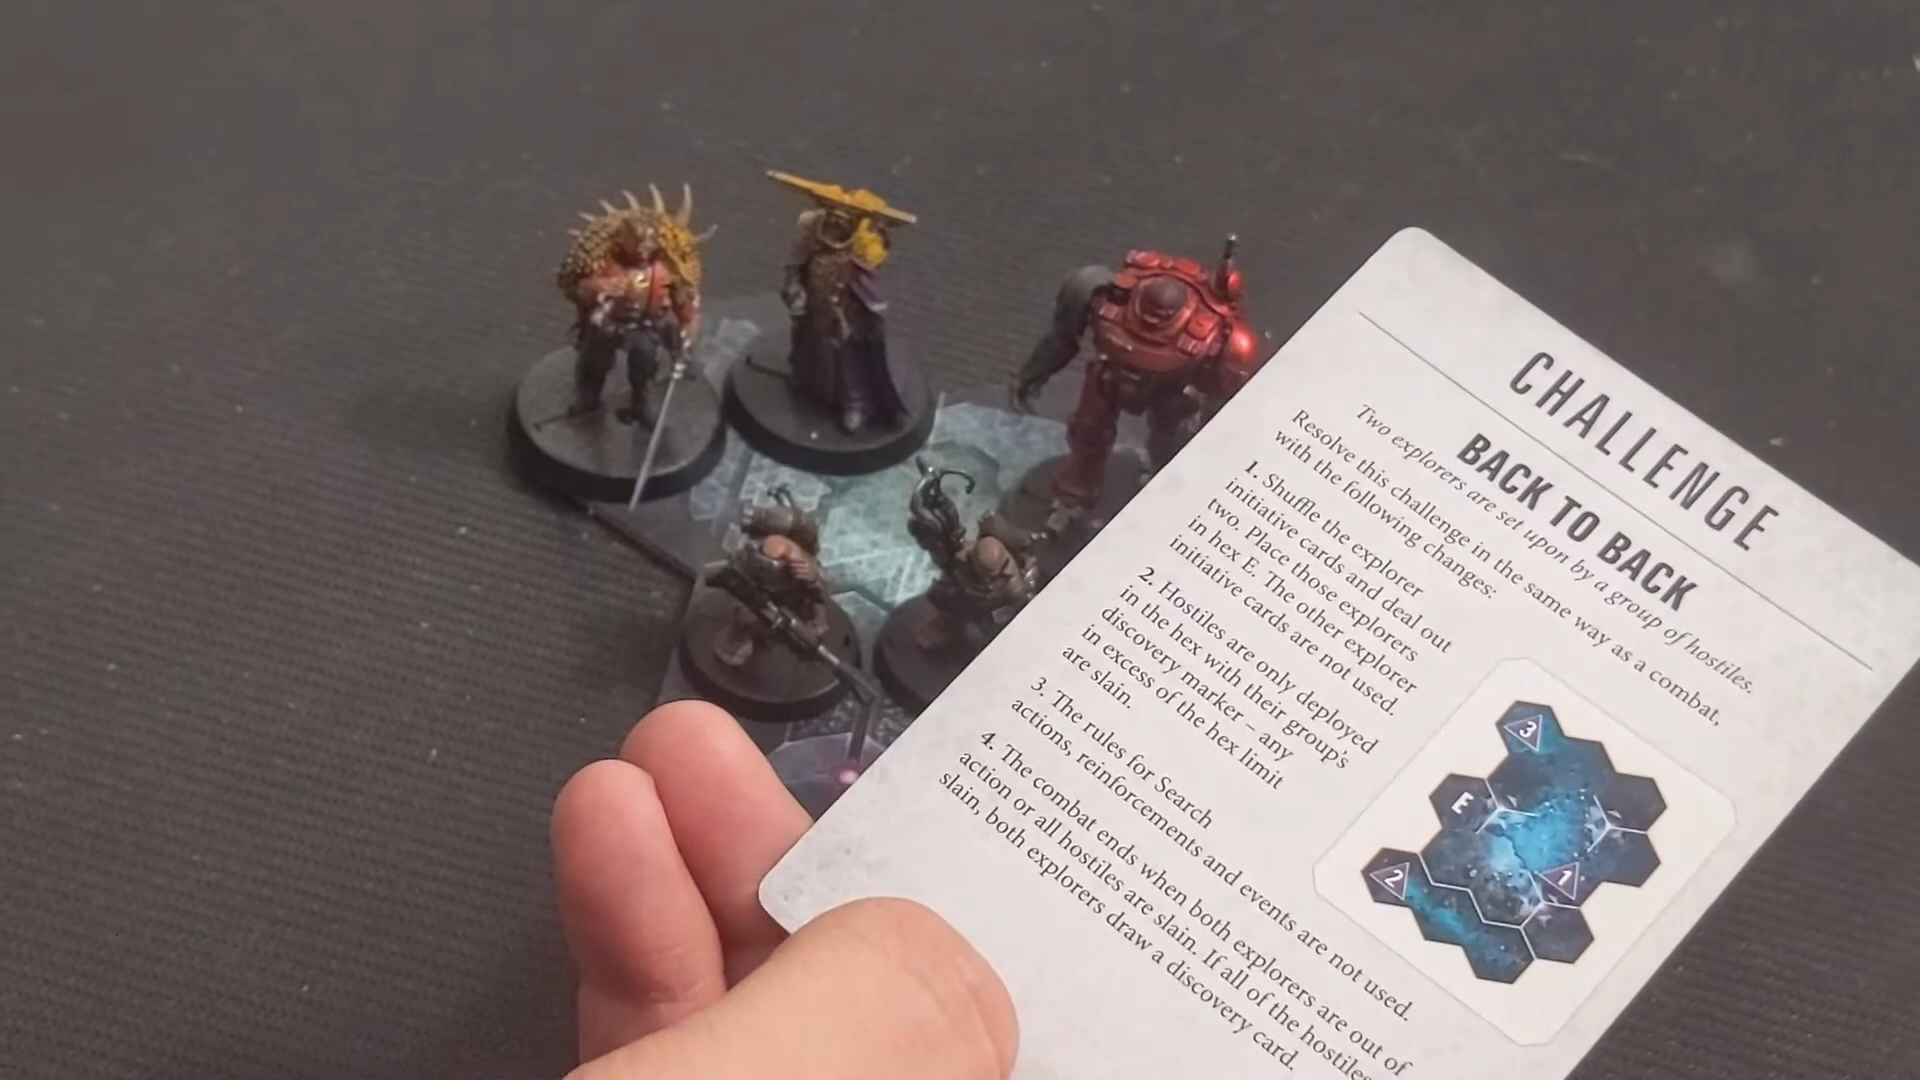 CHALLENGE
BACK TO BACK
Two explorers are set upon by a group of hostiles.
Resolve this challenge in the same way as a combat,
with the following changes:
1. Shuffle the explorer
initiative cards and deal out
two. Place those explorers
in hex E. The other explorer
initiative cards are not used.
2. Hostiles are only deployed
in the hex with their group's
discovery marker – any
in excess of the hex limit
are slain.
3. The rules for Search
actions, reinforcements and events are not used.
4. The combat ends when both explorers are out of
action or all hostiles are slain. If all of the hostiles
slain, both explorers draw a discovery card.
3
E
2
1